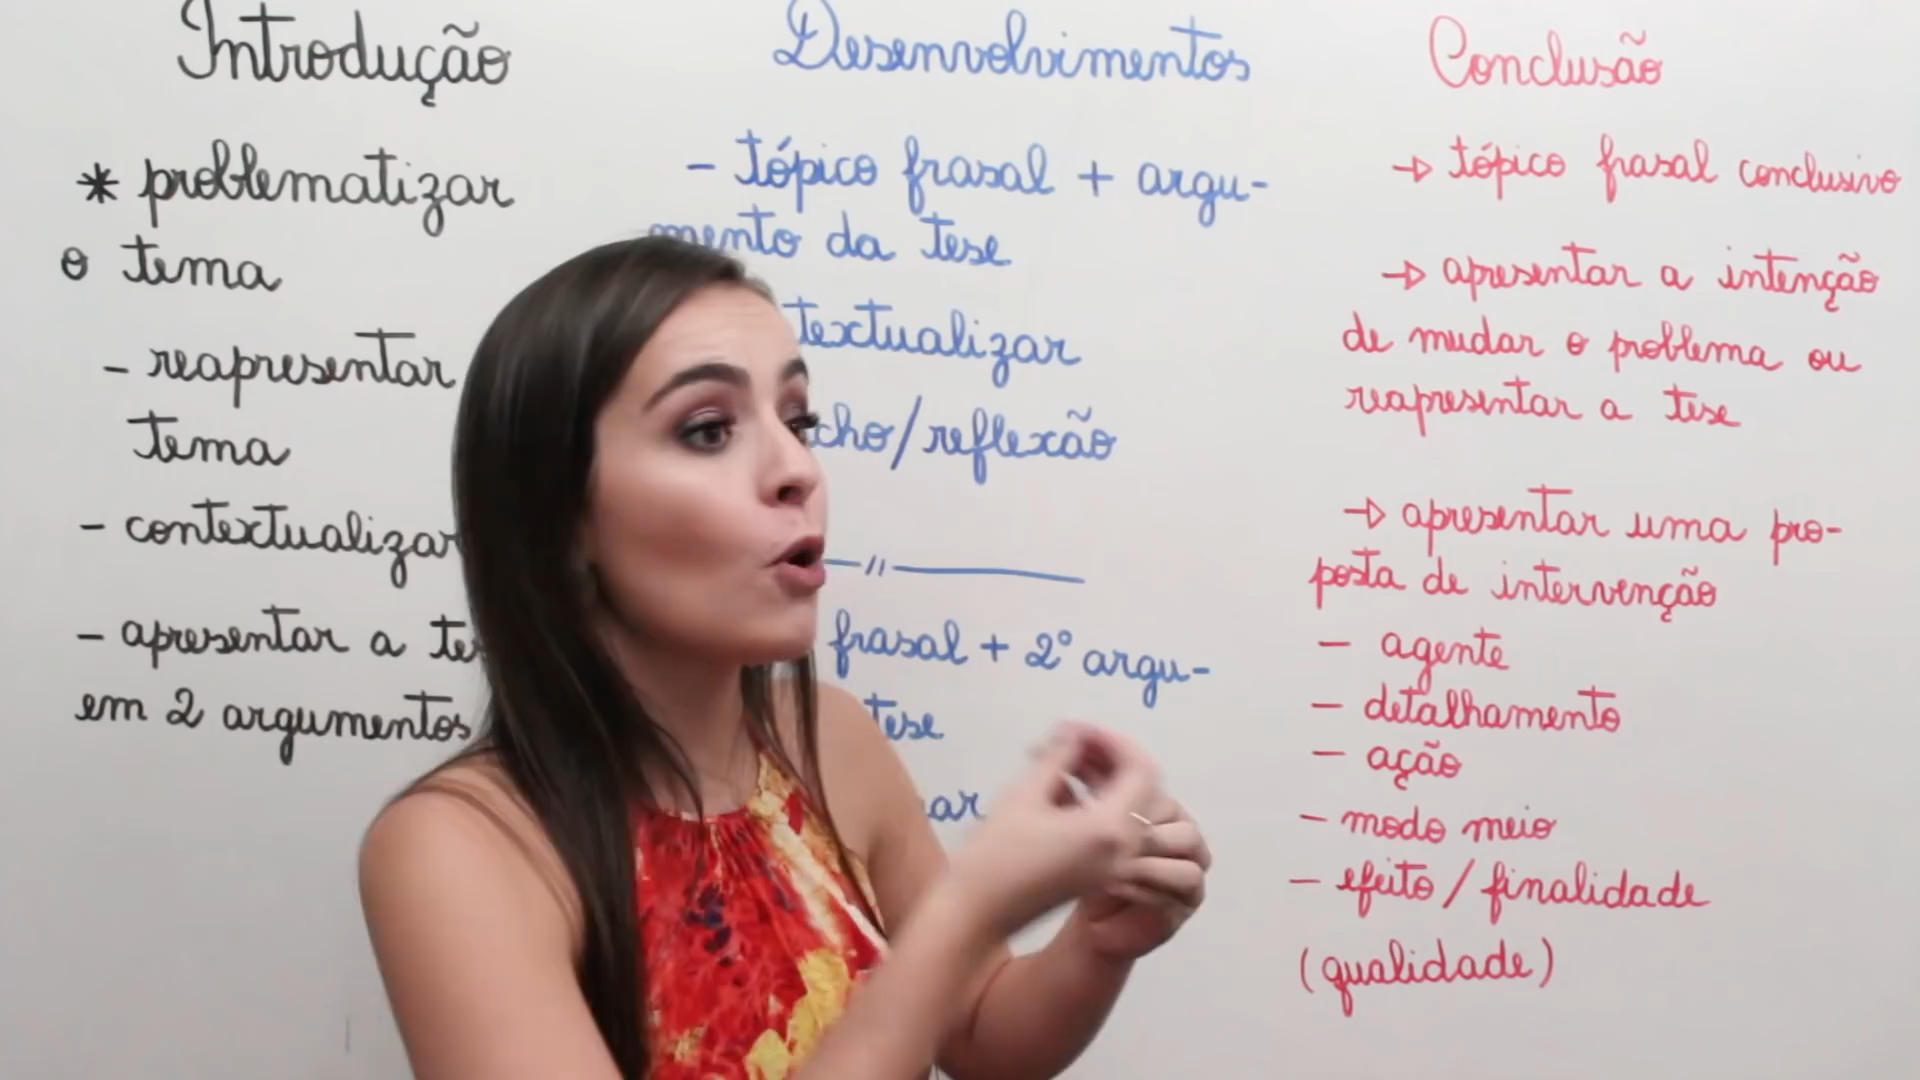 Introdução
* problematizar
o tema
- reapresentar
tema
- contextualizar
- apresentar a
em 2 argumentos
Desenvolvimentos
- tópico frasal + argu-
mento da tese
textualizar
/reflexão
frasal + 2º argu-
tese
Conclusão
→ tópico frasal conclusivo
→ apresentar a intenção
de mudar o problema ou
reapresentar a tese
→ apresentar uma pro-
posta de intervenção
- agente
- detalhamento
- ação
- modo meio
- efeito / finalidade
(qualidade)